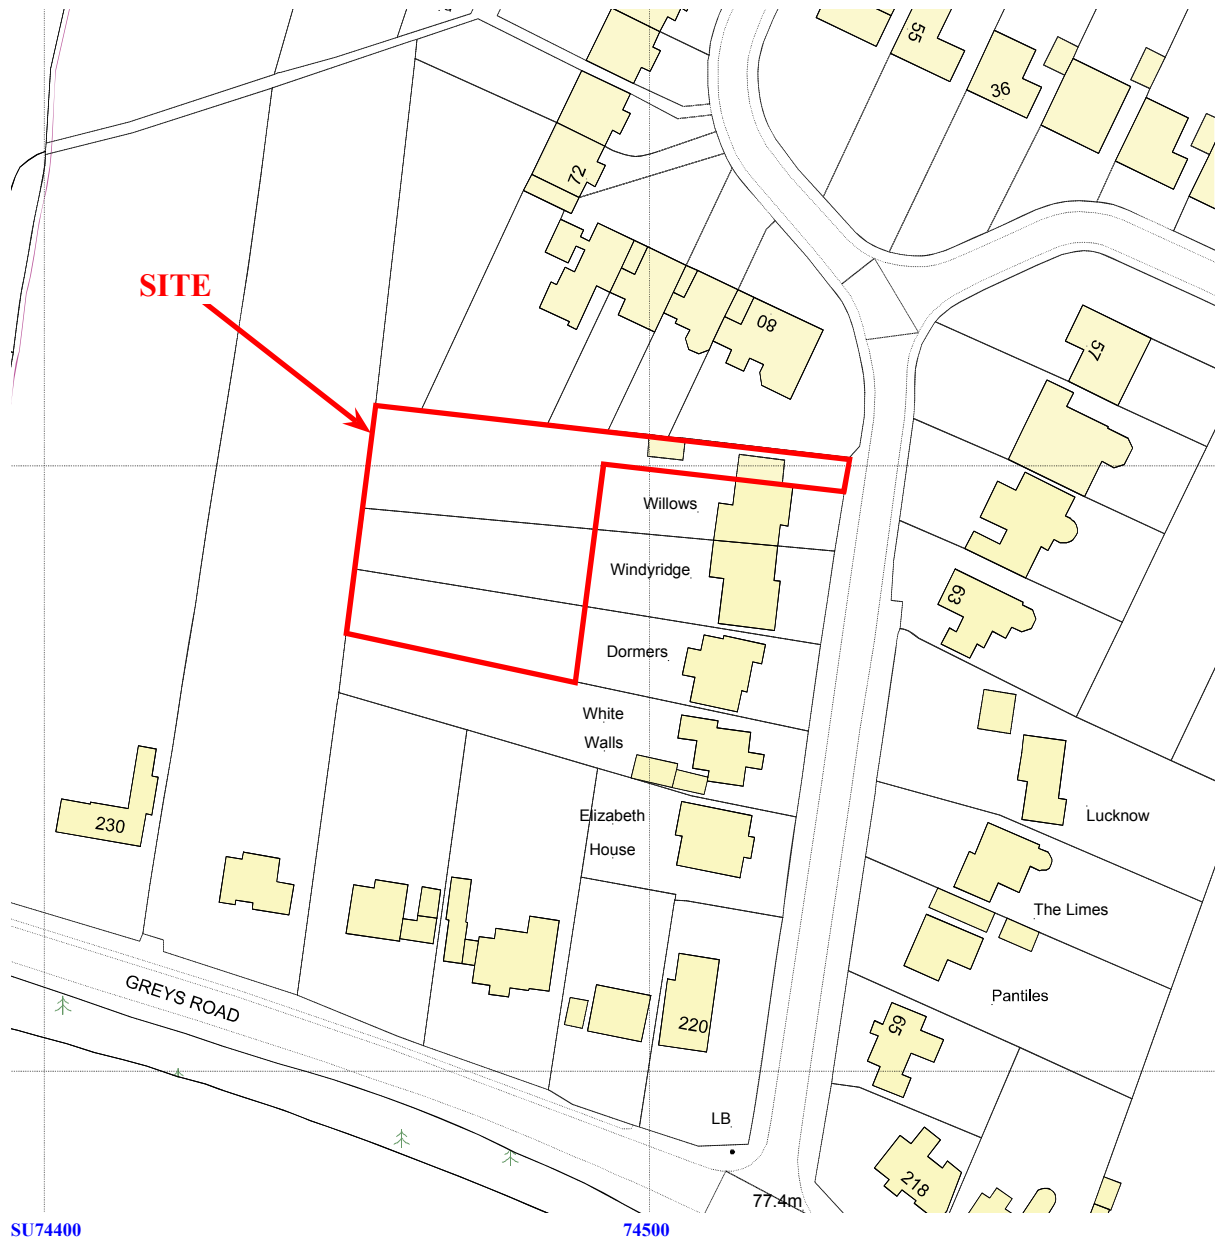 55
36
72
SITE
80
57
Willows
Windyridge
63
Dormers
White
Walls
230
Elizabeth
House
Lucknow
The Limes
GREYS ROAD
Pantiles
220
65
LB
218
77.4m
SU74400
74500